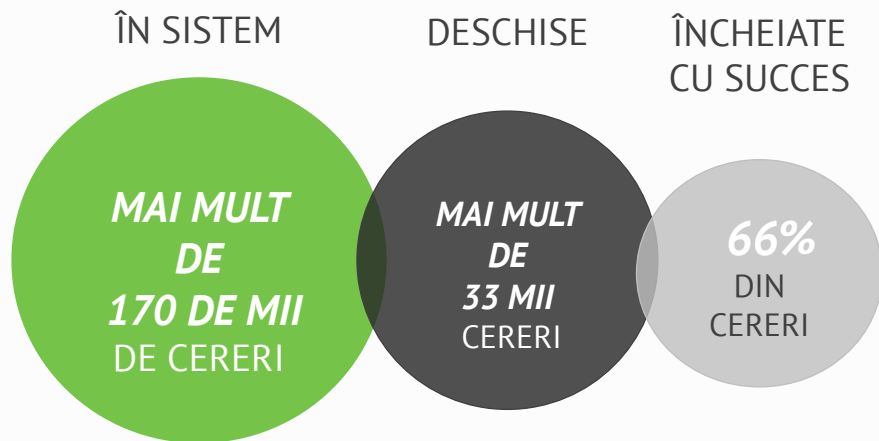 ÎN SISTEM
MAI MULT
DE
170 DE MII
DE CERERI
DESCHISE
MAI MULT
DE
33 MII
CERERI
ÎNCHEIATE
CU SUCCES
66%
DIN
CERERI